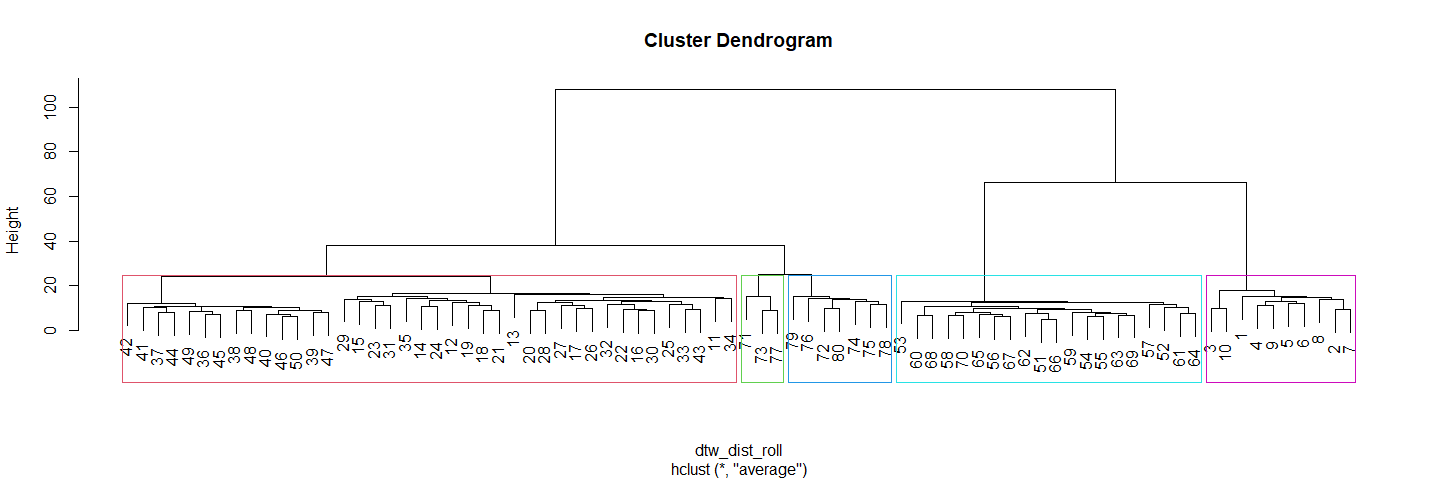 Cluster Dendrogram
Height
0 20 40 60 80 100
42 41 37 44 49 36 45 38 48 40 46 50 39 47 29 15 23 31 35 14 24 12 19 18 21 13 20 28 27 17 26 32 22 16 30 25 33 43 11 34 71 73 77 79 76 72 80 74 75 78 53 60 68 58 70 65 56 67 62 51 66 59 54 55 63 69 57 52 61 64 3 10 1 4 9 5 6 8 2 7
dtw_dist_roll
hclust (*, "average")